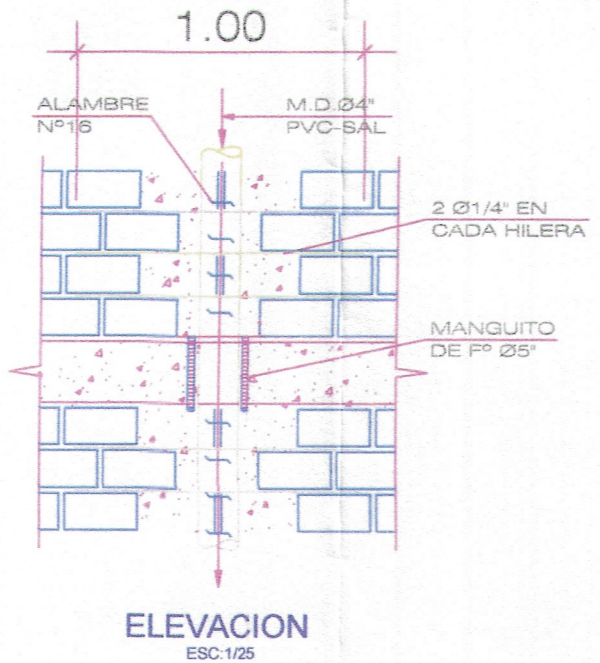 1.00
ALAMBRE
Nº16
M.D.Ø4"
PVC-SAL
2 Ø1/4" EN
CADA HILERA
MANGUITO
DE Fº Ø5"
ELEVACION
ESC:1/25